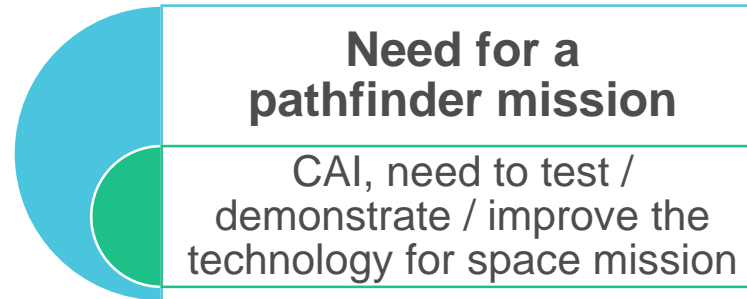 Need for a
pathfinder mission
CAI, need to test /
demonstrate / improve the
technology for space mission